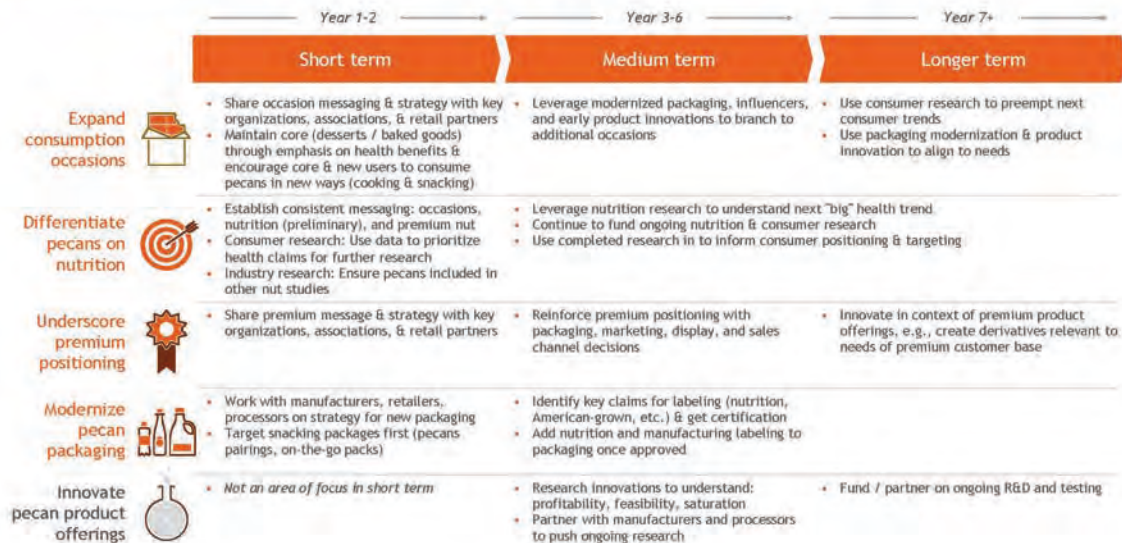 Year 1-2
Year 3-6
Year 7+
Short term
Medium term
Longer term
Expand
consumption
occasions
• Share occasion messaging & strategy with key
organizations, associations, & retail partners
• Maintain core (desserts / baked goods)
through emphasis on health benefits &
encourage core & new users to consume
pecans in new ways (cooking & snacking)
• Leverage modernized packaging, influencers,
and early product innovations to branch to
additional occasions
• Use consumer research to preempt next
consumer trends
• Use packaging modernization & product
innovation to align to needs
Differentiate
pecans on
nutrition
• Establish consistent messaging: occasions,
nutrition (preliminary), and premium nut
• Consumer research: Use data to prioritize
health claims for further research
• Industry research: Ensure pecans included in
other nut studies
• Leverage nutrition research to understand next "big" health trend
• Continue to fund ongoing nutrition & consumer research
• Use completed research in to inform consumer positioning & targeting
Underscore
premium
positioning
• Share premium message & strategy with key
organizations, associations, & retail partners
• Reinforce premium positioning with
packaging, marketing, display, and sales
channel decisions
• Innovate in context of premium product
offerings, e.g., create derivatives relevant to
needs of premium customer base
Modernize
pecan
packaging
• Work with manufacturers, retailers,
processors on strategy for new packaging
• Target snacking packages first (pecans
pairings, on-the-go packs)
• Identify key claims for labeling (nutrition,
American-grown, etc.) & get certification
• Add nutrition and manufacturing labeling to
packaging once approved
Innovate
pecan product
offerings
• Not an area of focus in short term
• Research innovations to understand:
profitability, feasibility, saturation
• Partner with manufacturers and processors
to push ongoing research
• Fund / partner on ongoing R&D and testing